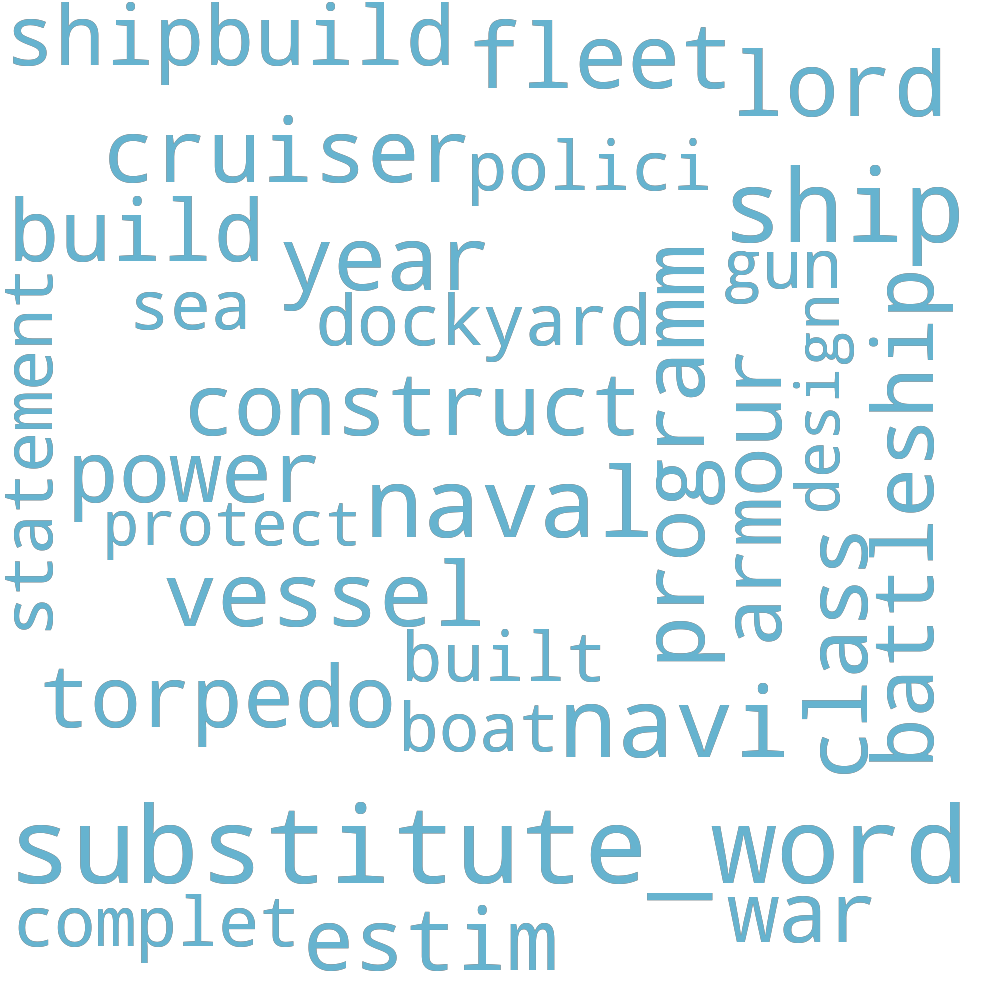 shipbuild
fleet
lord
cruiser
polici
ship
build
year
gun
sea
dockyard
statement
programm
design
battleship
construct
armour
power
naval
protect
class
vessel
built
torpedo
boat
navi
substitute_word
complet
estim
war